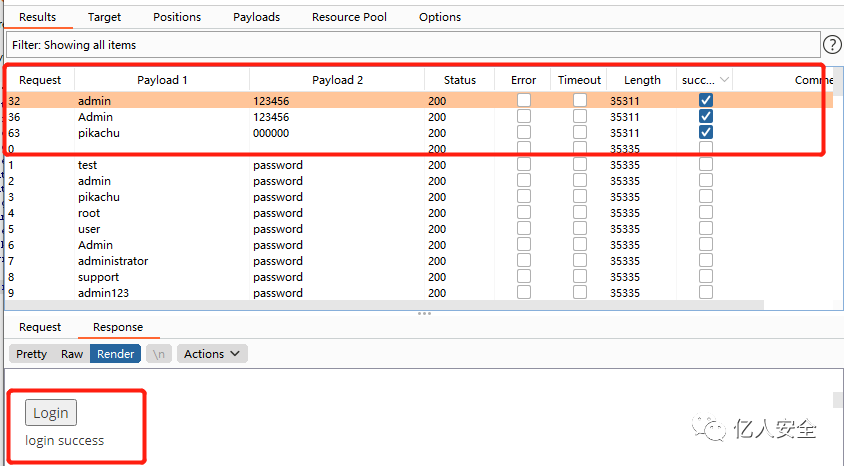 Results Target Positions Payloads Resource Pool Options
Filter: Showing all items
?
Request Payload 1 Payload 2 Status Error Timeout Length succ... Comme
32 admin 123456 200 35311
36 Admin 123456 200 35311
63 pikachu 000000 200 35311
0 200 35335
1 test password 200 35335
2 admin password 200 35335
3 pikachu password 200 35335
4 root password 200 35335
5 user password 200 35335
6 Admin password 200 35335
7 administrator password 200 35335
8 support password 200 35335
9 admin123 password 200 35335
Request Response
Pretty Raw Render \n Actions
Login
login success
亿人安全